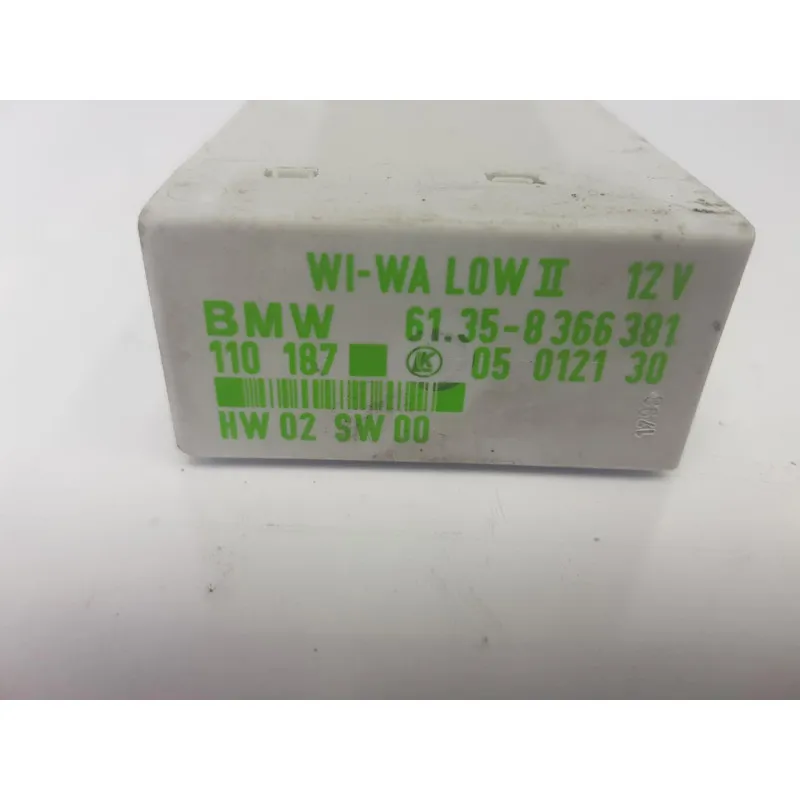 WI-WA LOW II 12 V
BMW 61.35-8 366 381
110 187 K 05 0121 30
HW 02 SW 00